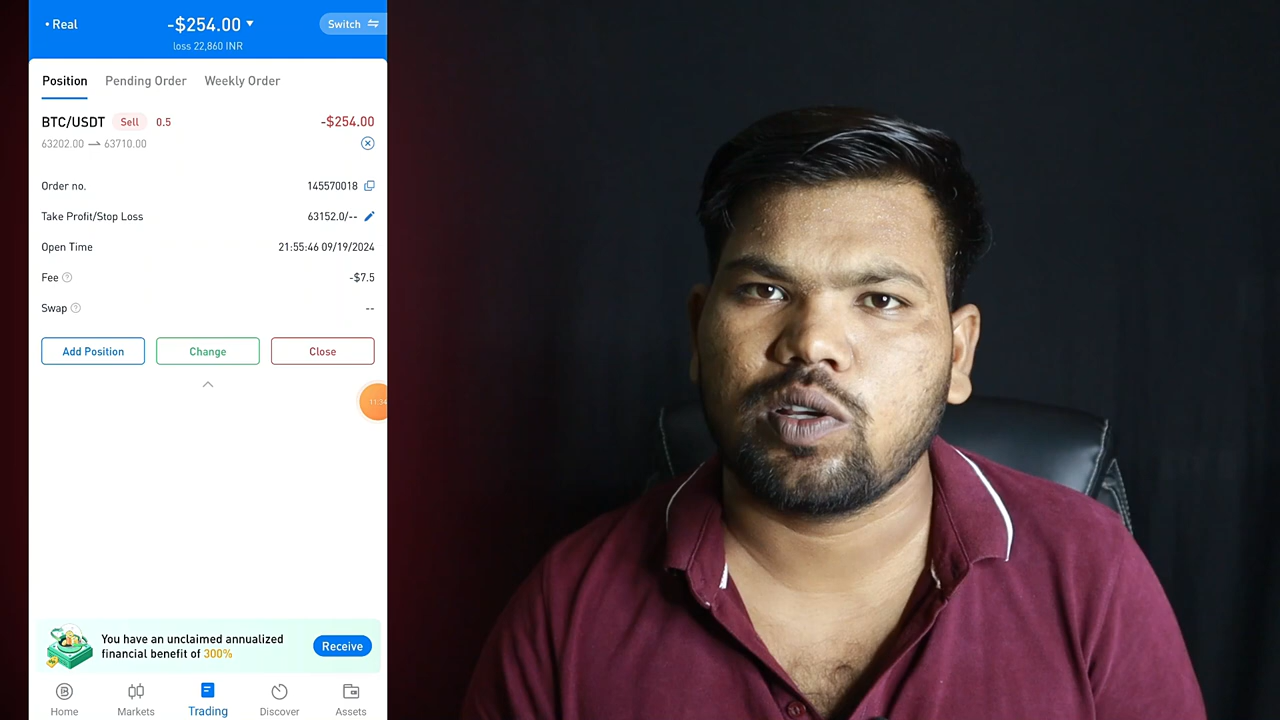 • Real
-$254.00
Switch
loss 22,860 INR
Position Pending Order Weekly Order
BTC/USDT Sell 0.5 -$254.00
63202.00 → 63710.00
Order no. 145570018
Take Profit/Stop Loss 63152.0/--
Open Time 21:55:46 09/19/2024
Fee -$7.5
Swap --
Add Position Change Close
11:34
You have an unclaimed annualized
financial benefit of 300%
Receive
Home Markets Trading Discover Assets